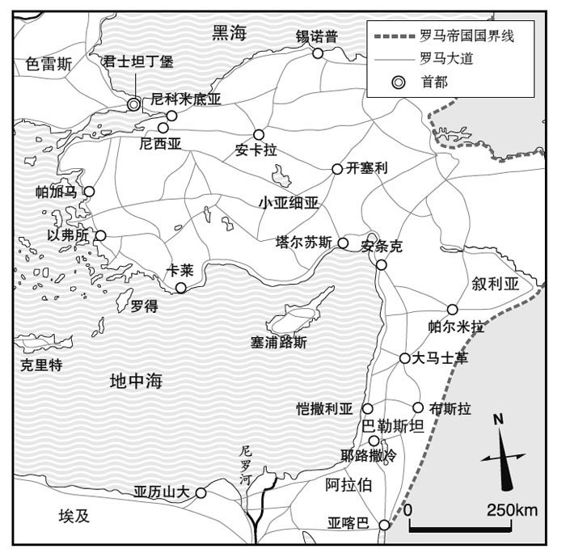 黑海
锡诺普
罗马帝国国界线
罗马大道
首都
色雷斯
君士坦丁堡
尼科米底亚
尼西亚
安卡拉
开塞利
帕加马
小亚细亚
以弗所
塔尔苏斯
安条克
卡莱
叙利亚
罗得
帕尔米拉
塞浦路斯
克里特
大马士革
地中海
恺撒利亚
布斯拉
巴勒斯坦
N
尼罗河
耶路撒冷
亚历山大
阿拉伯
埃及
亚喀巴
0
250km